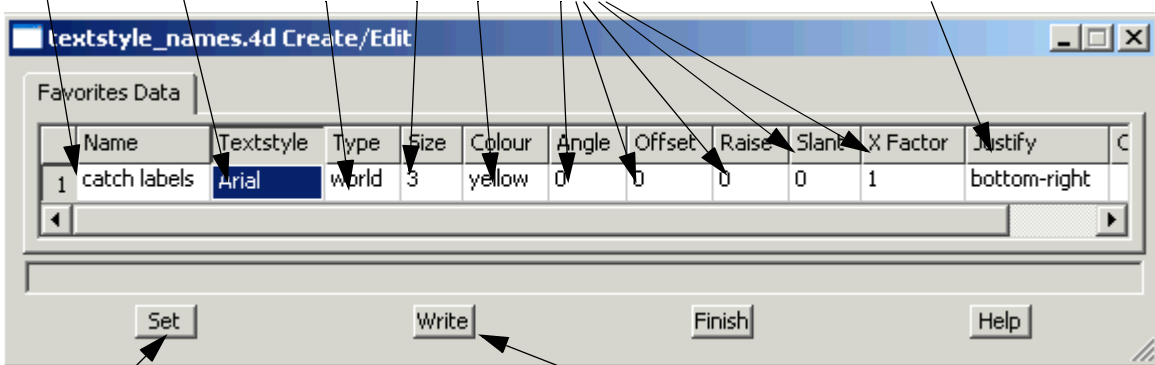 textstyle_names.4d Create/Edit
Favorites Data
Name Textstyle Type Size Colour Angle Offset Raise Slant X Factor Justify C
1 catch labels Arial world 3 yellow 0 0 0 0 1 bottom-right
Set Write Finish Help